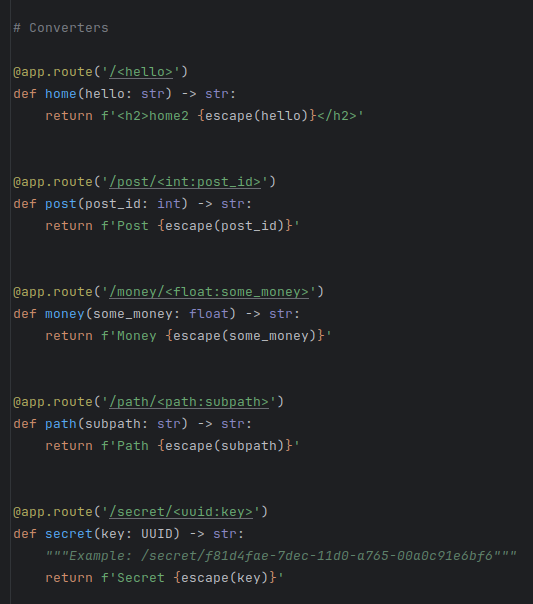 # Converters
@app.route('/<hello>')
def home(hello: str) -> str:
    return f'<h2>home2 {escape(hello)}</h2>'
@app.route('/post/<int:post_id>')
def post(post_id: int) -> str:
    return f'Post {escape(post_id)}'
@app.route('/money/<float:some_money>')
def money(some_money: float) -> str:
    return f'Money {escape(some_money)}'
@app.route('/path/<path:subpath>')
def path(subpath: str) -> str:
    return f'Path {escape(subpath)}'
@app.route('/secret/<uuid:key>')
def secret(key: UUID) -> str:
    """Example: /secret/f81d4fae-7dec-11d0-a765-00a0c91e6bf6"""
    return f'Secret {escape(key)}'